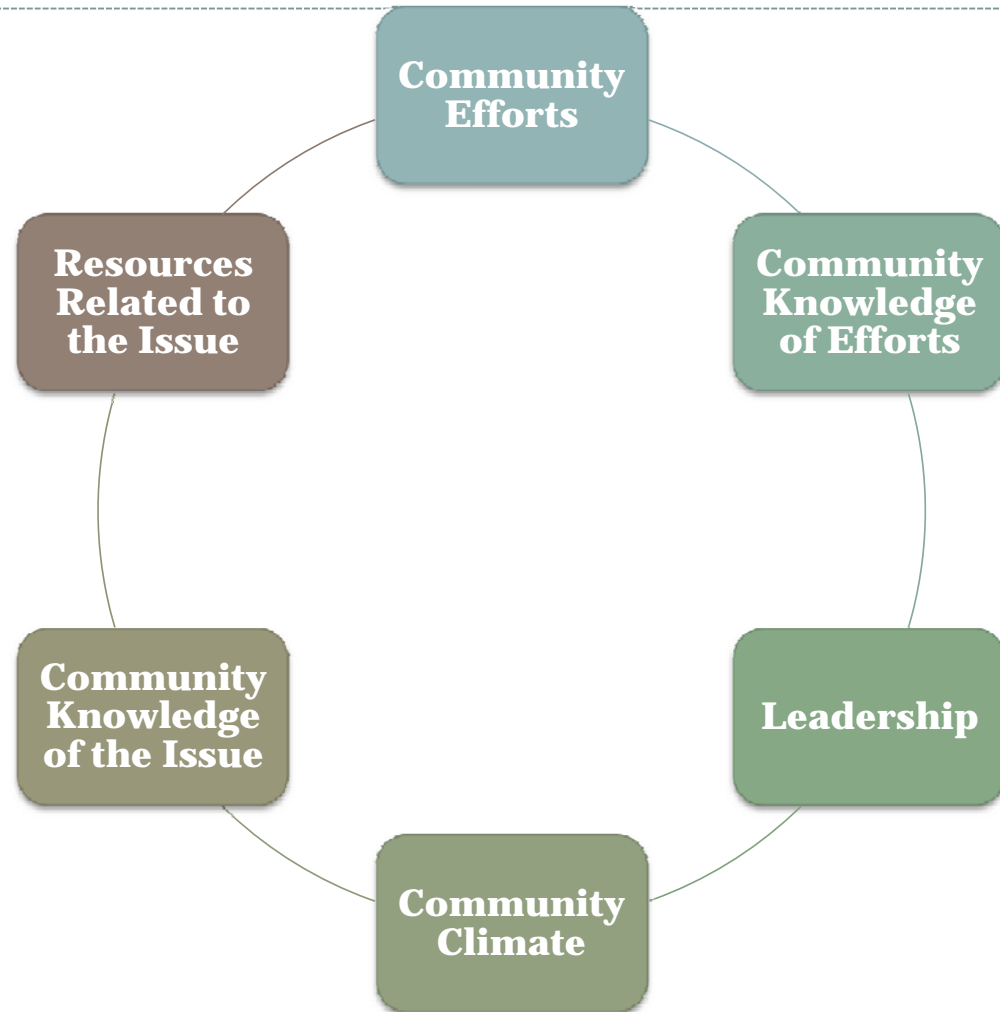 Community
Efforts
Community
Knowledge
of Efforts
Leadership
Community
Climate
Community
Knowledge
of the Issue
Resources
Related to
the Issue